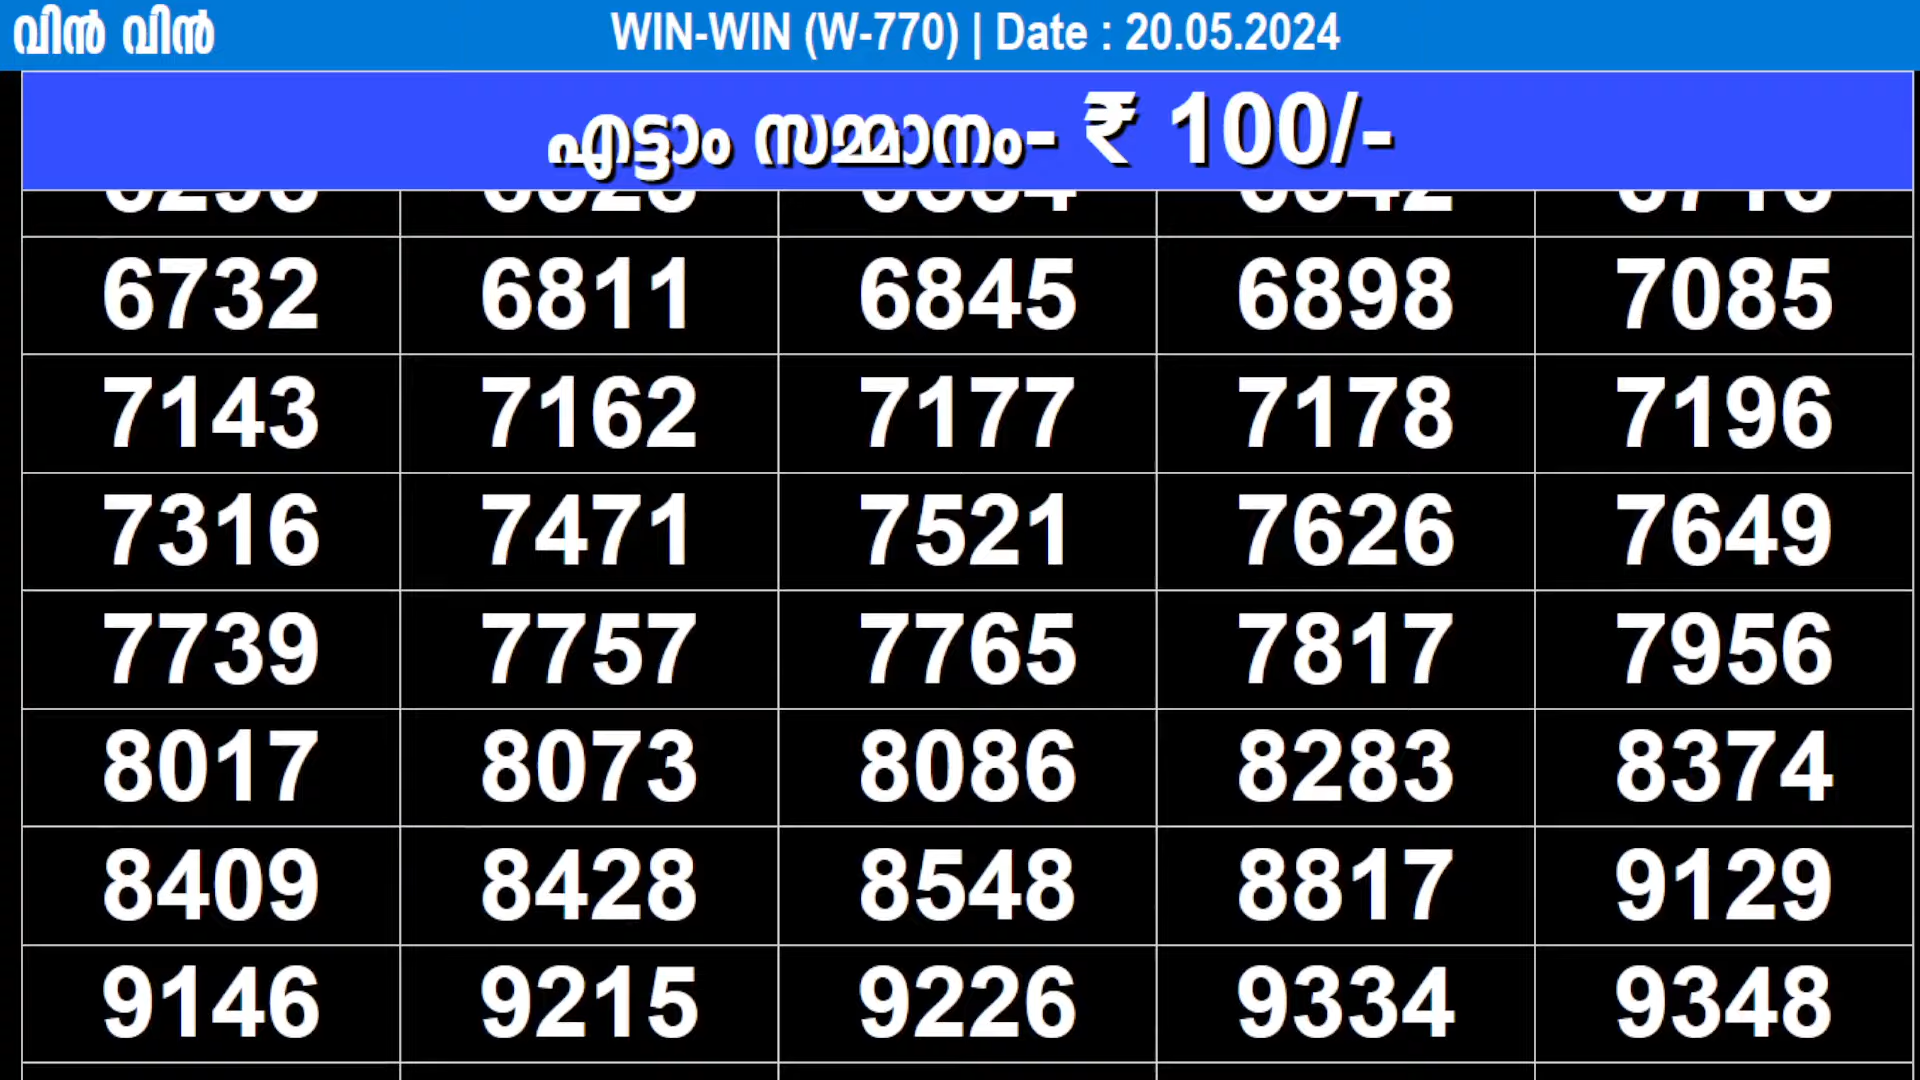 വിൻ വിൻ WIN-WIN (W-770) | Date : 20.05.2024
എട്ടാം സമ്മാനം- ₹ 100/-
6732 6811 6845 6898 7085
7143 7162 7177 7178 7196
7316 7471 7521 7626 7649
7739 7757 7765 7817 7956
8017 8073 8086 8283 8374
8409 8428 8548 8817 9129
9146 9215 9226 9334 9348